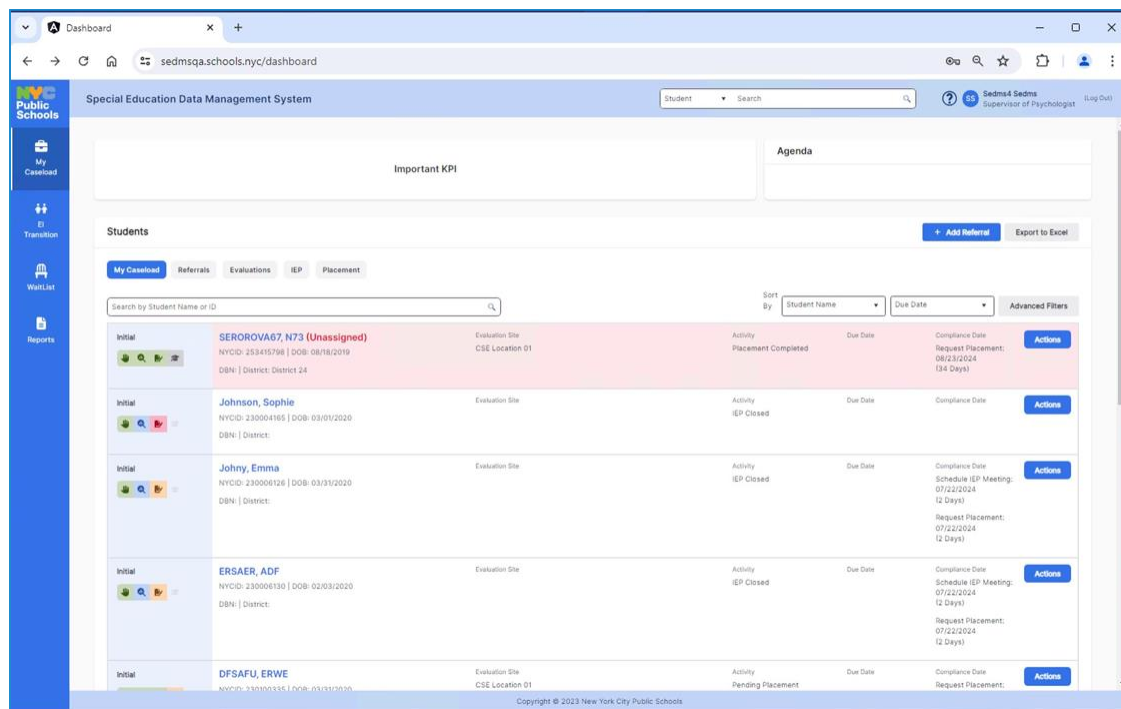 Dashboard
sedmsqa.schools.nyc/dashboard
NYC
Public
Schools
Special Education Data Management System
Student
Search
?
SS
Sedms4 Sedms
Supervisor of Psychologist
(Log Out)
My
Caseload
EI
Transition
WaitList
Reports
Important KPI
Agenda
Students
+ Add Referral
Export to Excel
My Caseload
Referrals
Evaluations
IEP
Placement
Search by Student Name or ID
Sort
By
Student Name
Due Date
Advanced Filters
Initial
SEROROVA67, N73 (Unassigned)
NYCID: 253415798 | DOB: 08/18/2019
DBN: | District: District 24
Evaluation Site
CSE Location 01
Activity
Placement Completed
Due Date
Compliance Date
Request Placement:
08/23/2024
(34 Days)
Actions
Initial
Johnson, Sophie
NYCID: 230004165 | DOB: 03/01/2020
DBN: | District:
Evaluation Site
Activity
IEP Closed
Due Date
Compliance Date
Actions
Initial
Johny, Emma
NYCID: 230006126 | DOB: 03/31/2020
DBN: | District:
Evaluation Site
Activity
IEP Closed
Due Date
Compliance Date
Schedule IEP Meeting:
07/22/2024
(2 Days)
Request Placement:
07/22/2024
(2 Days)
Actions
Initial
ERSAER, ADF
NYCID: 230006130 | DOB: 02/03/2020
DBN: | District:
Evaluation Site
Activity
IEP Closed
Due Date
Compliance Date
Schedule IEP Meeting:
07/22/2024
(2 Days)
Request Placement:
07/22/2024
(2 Days)
Actions
Initial
DFSAFU, ERWE
NYCID: 230100335 | DOB: 03/31/2020
Evaluation Site
CSE Location 01
Activity
Pending Placement
Due Date
Compliance Date
Request Placement:
Actions
Copyright © 2023 New York City Public Schools